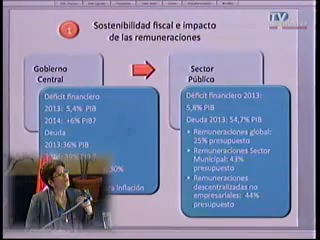 TV
1
Sostenibilidad fiscal e impacto
de las remuneraciones
Gobierno
Central
Déficit financiero
2013: 5,4% PIB
2014: +6% PIB?
Deuda
2013:36% PIB
30%
Inflación
Sector
Público
Déficit financiero 2013:
5,8% PIB
Deuda 2013: 54,7% PIB
• Remuneraciones global:
25% presupuesto
• Remuneraciones Sector
Municipal: 43%
presupuesto
• Remuneraciones
descentralizadas no
empresariales: 44%
presupuesto